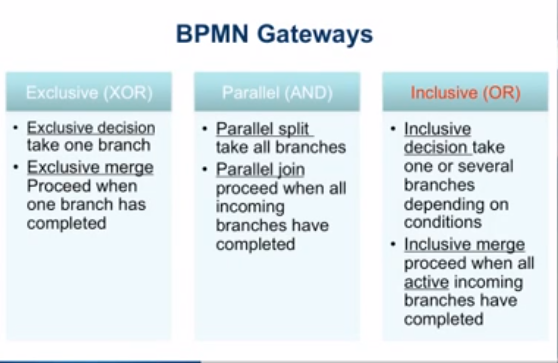 BPMN Gateways
Exclusive (XOR)
• Exclusive decision
take one branch
• Exclusive merge
Proceed when
one branch has
completed
Parallel (AND)
• Parallel split
take all branches
• Parallel join
proceed when all
incoming
branches have
completed
Inclusive (OR)
• Inclusive
decision take
one or several
branches
depending on
conditions
• Inclusive merge
proceed when all
active incoming
branches have
completed